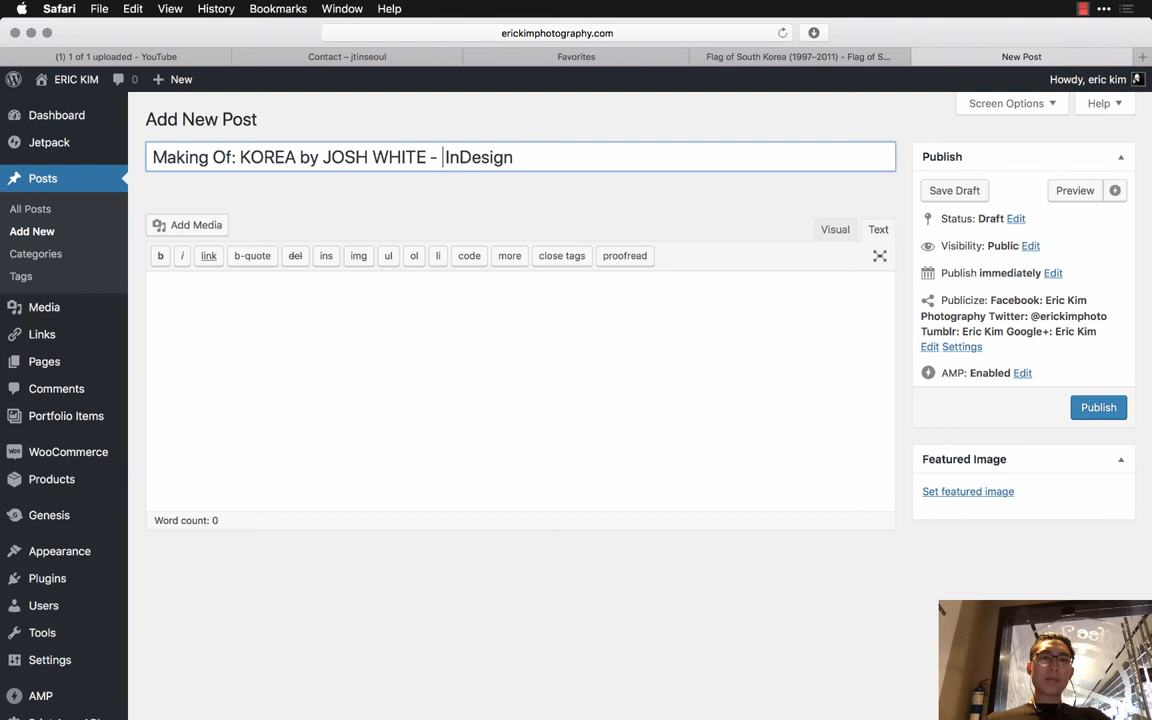 Safari File Edit View History Bookmarks Window Help
erickimphotography.com
(1) 1 of 1 uploaded - YouTube
Contact – jtinseoul
Favorites
Flag of South Korea (1997–2011) - Flag of S...
New Post
ERIC KIM 0 New
Howdy, eric kim
Dashboard
Jetpack
Posts
All Posts
Add New
Categories
Tags
Media
Links
Pages
Comments
Portfolio Items
WooCommerce
Products
Genesis
Appearance
Plugins
Users
Tools
Settings
AMP
Screen Options Help
Add New Post
Making Of: KOREA by JOSH WHITE - InDesign
Add Media
Visual Text
b i link b-quote del ins img ul ol li code more close tags proofread
Word count: 0
Publish
Save Draft Preview
Status: Draft Edit
Visibility: Public Edit
Publish immediately Edit
Publicize: Facebook: Eric Kim
Photography Twitter: @erickimphoto
Tumblr: Eric Kim Google+: Eric Kim
Edit Settings
AMP: Enabled Edit
Publish
Featured Image
Set featured image